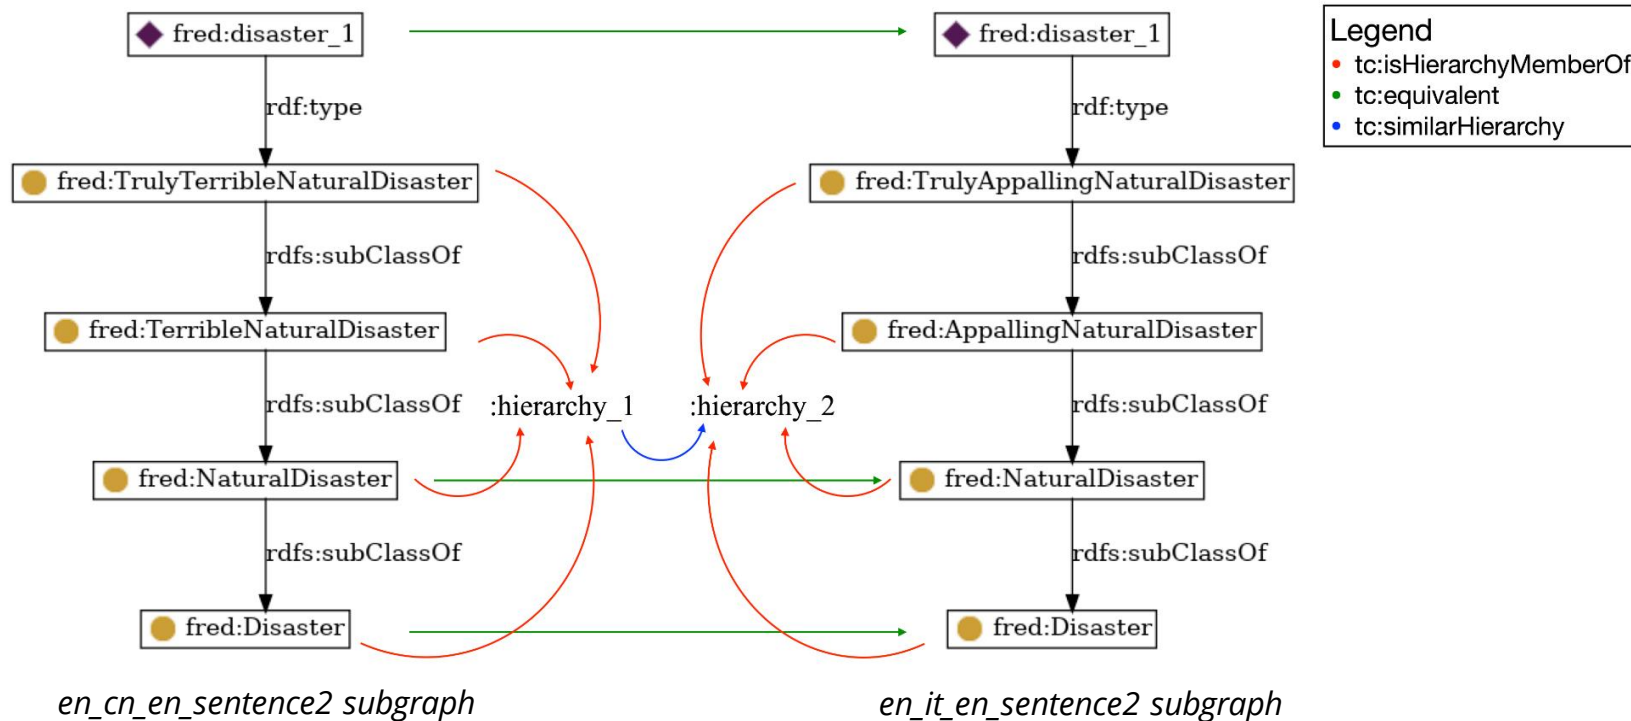 fred:disaster_1
fred:disaster_1
Legend
tc:isHierarchyMemberOf
tc:equivalent
tc:similarHierarchy
rdf:type
rdf:type
fred:TrulyTerribleNaturalDisaster
fred:TrulyAppallingNaturalDisaster
rdfs:subClassOf
rdfs:subClassOf
fred:TerribleNaturalDisaster
fred:AppallingNaturalDisaster
rdfs:subClassOf
:hierarchy_1
:hierarchy_2
rdfs:subClassOf
fred:NaturalDisaster
fred:NaturalDisaster
rdfs:subClassOf
rdfs:subClassOf
fred:Disaster
fred:Disaster
en_cn_en_sentence2 subgraph
en_it_en_sentence2 subgraph